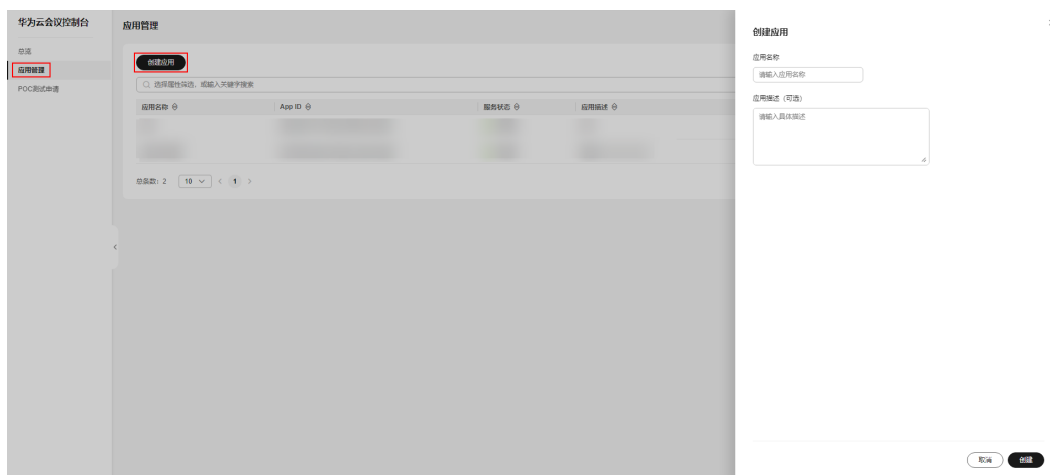 华为云会议控制台
总览
应用管理
POC测试申请
应用管理
创建应用
选择属性筛选，或输入关键字搜索
应用名称
App ID
服务状态
应用描述
总条数：2
10
1
创建应用
应用名称
请输入应用名称
应用描述（可选）
请输入具体描述
取消
创建